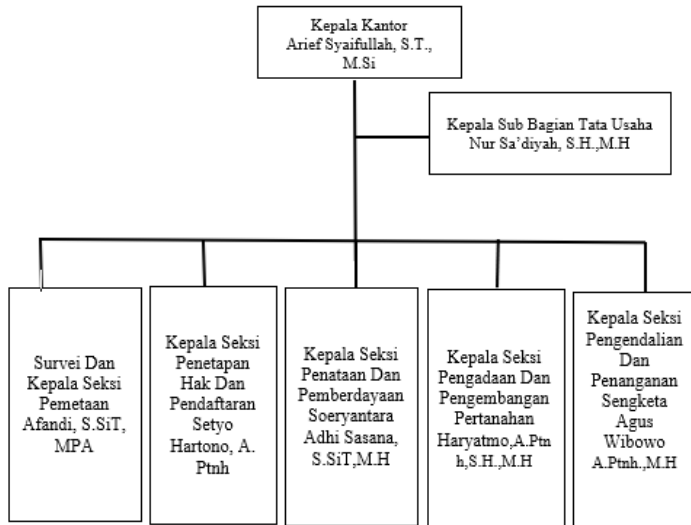 Kepala Kantor
Arief Syaifullah, S.T.,
M.Si
Kepala Sub Bagian Tata Usaha
Nur Sa’diyah, S.H.,M.H
Survei Dan
Kepala Seksi
Pemetaan
Afandi, S.SiT,
MPA
Kepala Seksi
Penetapan
Hak Dan
Pendaftaran
Setyo
Hartono, A.
Ptnh
Kepala Seksi
Penataan Dan
Pemberdayaan
Soeryantara
Adhi Sasana,
S.SiT,M.H
Kepala Seksi
Pengadaan Dan
Pengembangan
Pertanahan
Haryatmo,A.Ptn
h,S.H.,M.H
Kepala Seksi
Pengendalian
Dan
Penanganan
Sengketa
Agus
Wibowo
A.Ptnh.,M.H